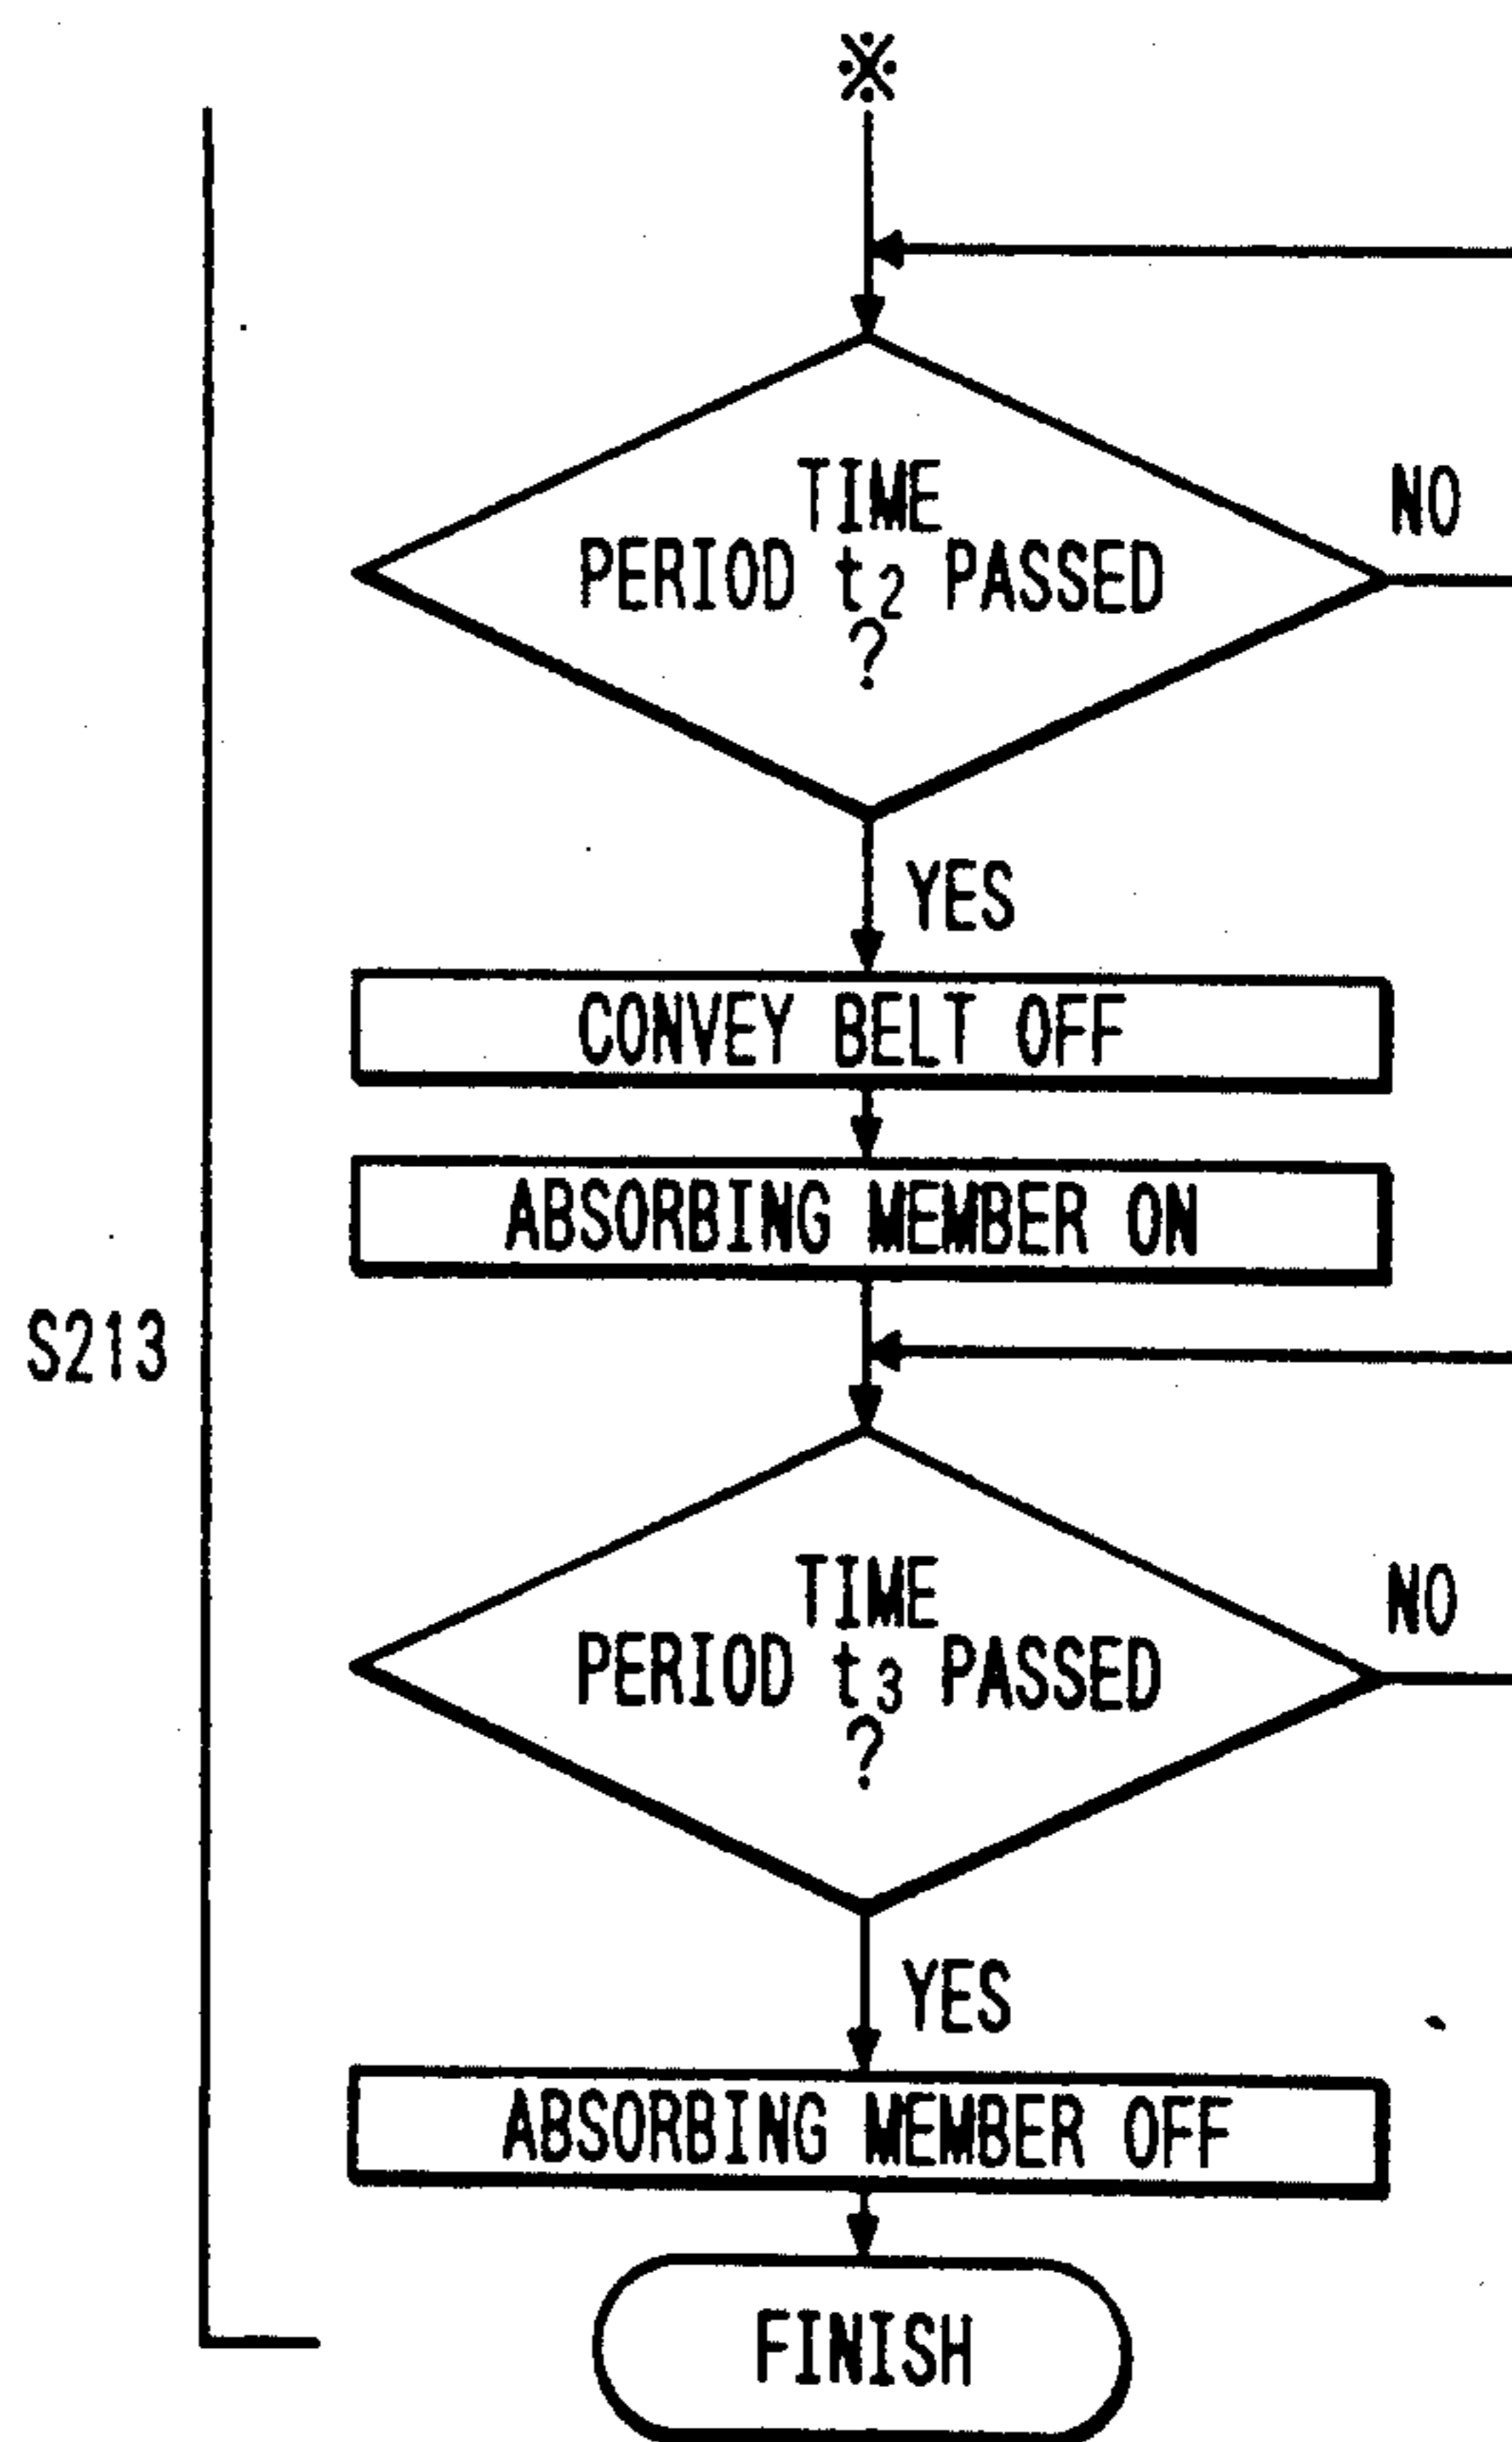 ※
TIME
PERIOD t₂ PASSED
?
NO
YES
CONVEY BELT OFF
ABSORBING MEMBER ON
S213
TIME
PERIOD t₃ PASSED
?
NO
YES
ABSORBING MEMBER OFF
FINISH